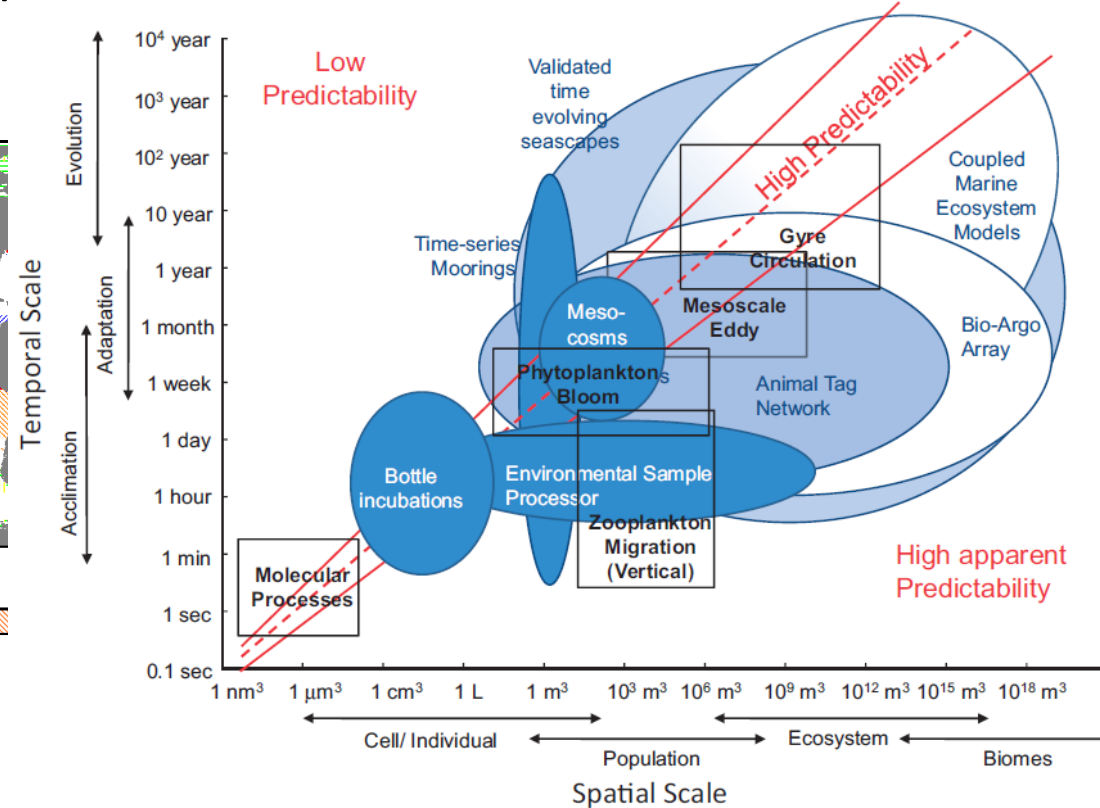 Low
Predictability
High Predictability
Validated
time
evolving
seascapes
Coupled
Marine
Ecosystem
Models
Time-series
Moorings
Gyre
Circulation
Meso-
cosms
Mesoscale
Eddy
Bio-Argo
Array
Phytoplankton
Bloom
s
Animal Tag
Network
Bottle
incubations
Environmental Sample
Processor
Zooplankton
Migration
(Vertical)
Molecular
Processes
High apparent
Predictability
Temporal Scale
Evolution
Adaptation
Acclimation
10⁴ year
10³ year
10² year
10 year
1 year
1 month
1 week
1 day
1 hour
1 min
1 sec
0.1 sec
1 nm³ 1 μm³ 1 cm³ 1 L 1 m³ 10³ m³ 10⁶ m³ 10⁹ m³ 10¹² m³ 10¹⁵ m³ 10¹⁸ m³
Cell/ Individual
Population
Ecosystem
Biomes
Spatial Scale